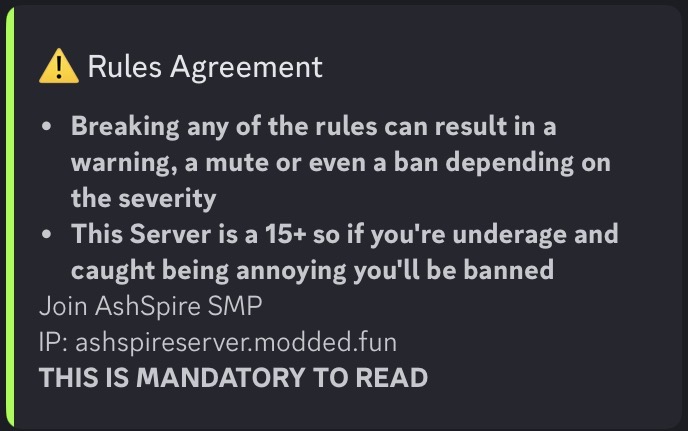 ⚠️ Rules Agreement
• Breaking any of the rules can result in a
warning, a mute or even a ban depending on
the severity
• This Server is a 15+ so if you're underage and
caught being annoying you'll be banned
Join AshSpire SMP
IP: ashspireserver.modded.fun
THIS IS MANDATORY TO READ